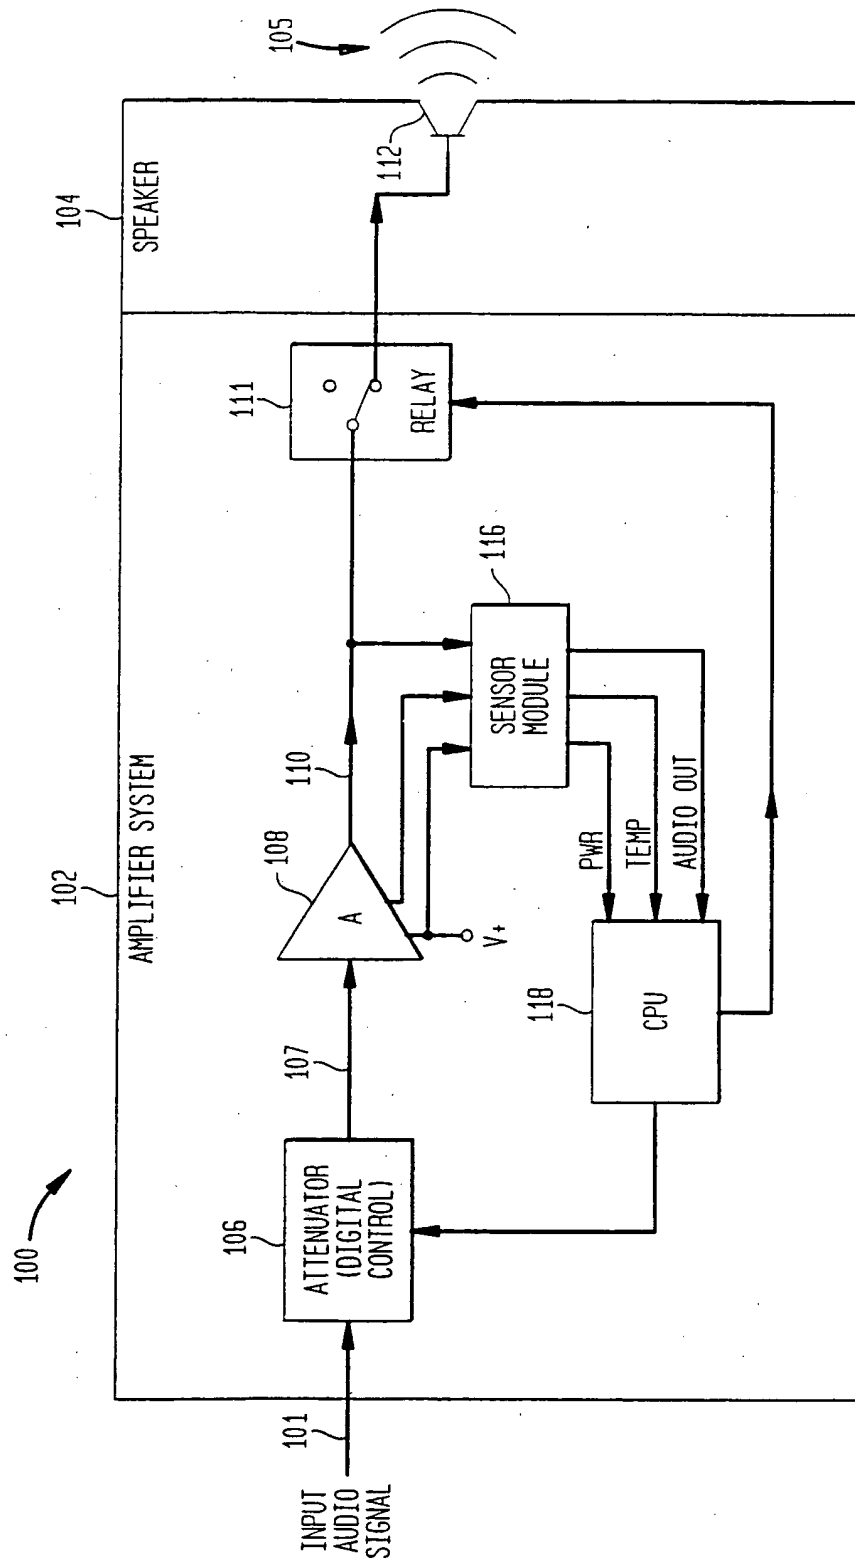 100
102
AMPLIFIER SYSTEM
104
SPEAKER
INPUT
AUDIO
SIGNAL
101
106
ATTENUATOR
(DIGITAL
CONTROL)
107
108
A
V+
110
111
RELAY
112
105
116
SENSOR
MODULE
PWR
TEMP
AUDIO OUT
118
CPU